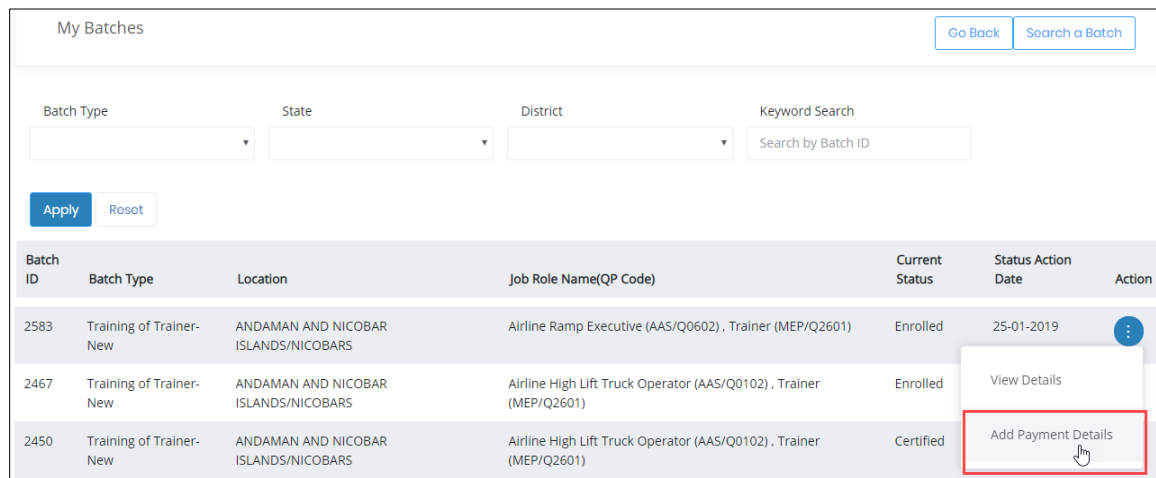 My Batches
Go Back
Search a Batch
Batch Type
State
District
Keyword Search
Search by Batch ID
Apply
Reset
Batch ID
Batch Type
Location
Job Role Name(QP Code)
Current Status
Status Action Date
Action
2583
Training of Trainer-
New
ANDAMAN AND NICOBAR
ISLANDS/NICOBARS
Airline Ramp Executive (AAS/Q0602) , Trainer (MEP/Q2601)
Enrolled
25-01-2019
View Details
Add Payment Details
2467
Training of Trainer-
New
ANDAMAN AND NICOBAR
ISLANDS/NICOBARS
Airline High Lift Truck Operator (AAS/Q0102) , Trainer
(MEP/Q2601)
Enrolled
2450
Training of Trainer-
New
ANDAMAN AND NICOBAR
ISLANDS/NICOBARS
Airline High Lift Truck Operator (AAS/Q0102) , Trainer
(MEP/Q2601)
Certified